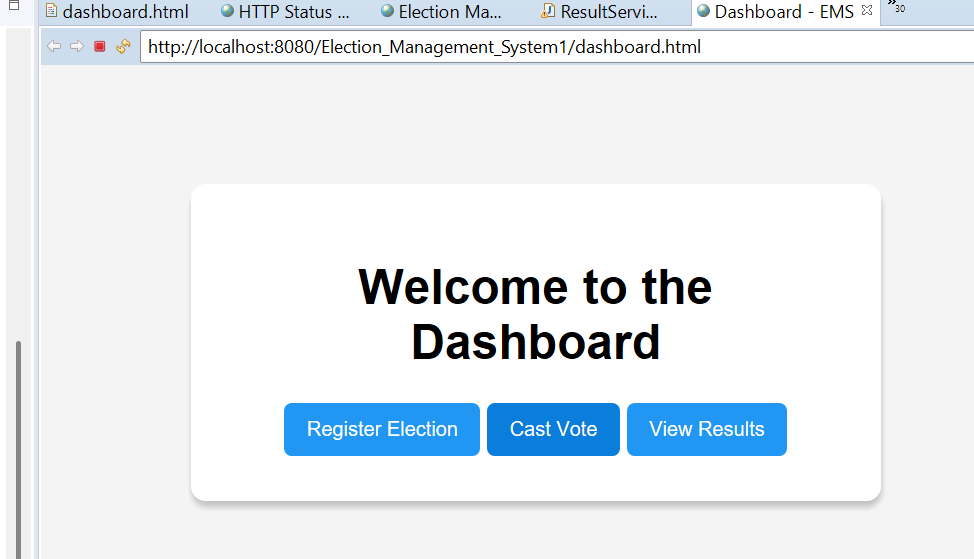 dashboard.html HTTP Status ... Election Ma... ResultServi... Dashboard - EMS »30
http://localhost:8080/Election_Management_System1/dashboard.html
Welcome to the
Dashboard
Register Election Cast Vote View Results